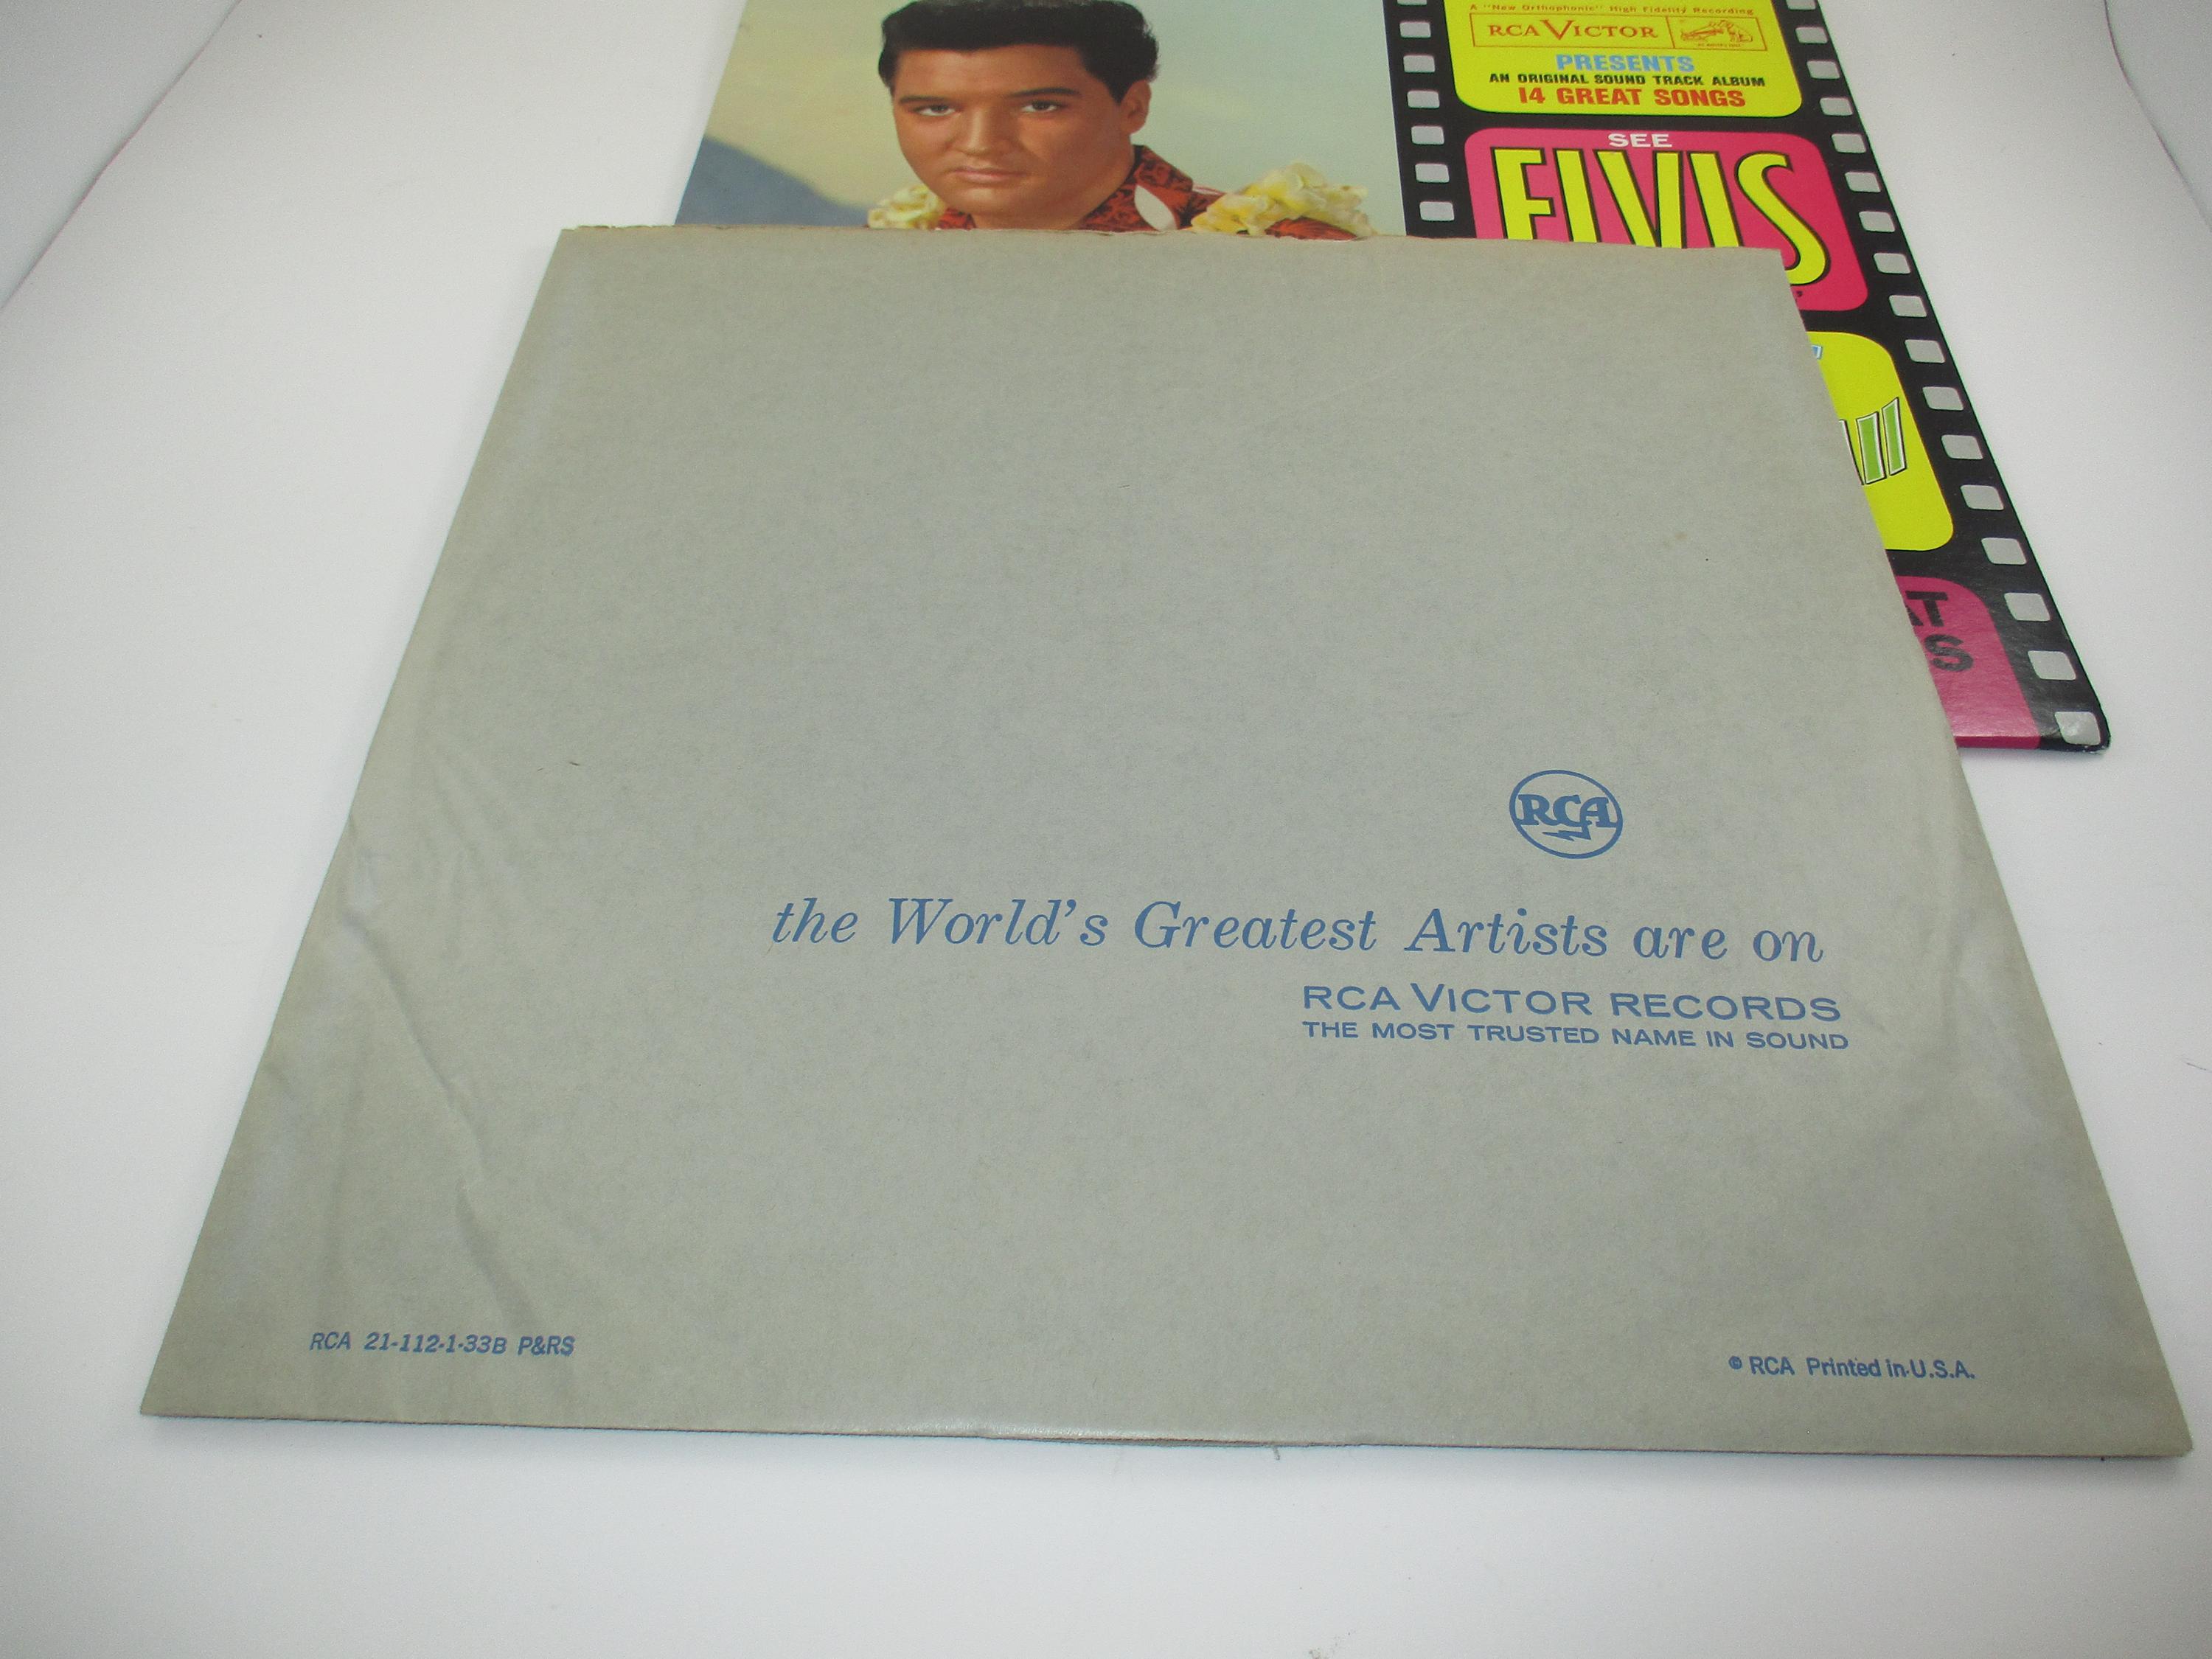 A "New Orthophonic" High Fidelity Recording
RCA VICTOR
PRESENTS
AN ORIGINAL SOUND TRACK ALBUM
14 GREAT SONGS
SEE
ELVIS
RCA
the World's Greatest Artists are on
RCA VICTOR RECORDS
THE MOST TRUSTED NAME IN SOUND
RCA 21-112-1-33B P&RS
© RCA Printed in U.S.A.